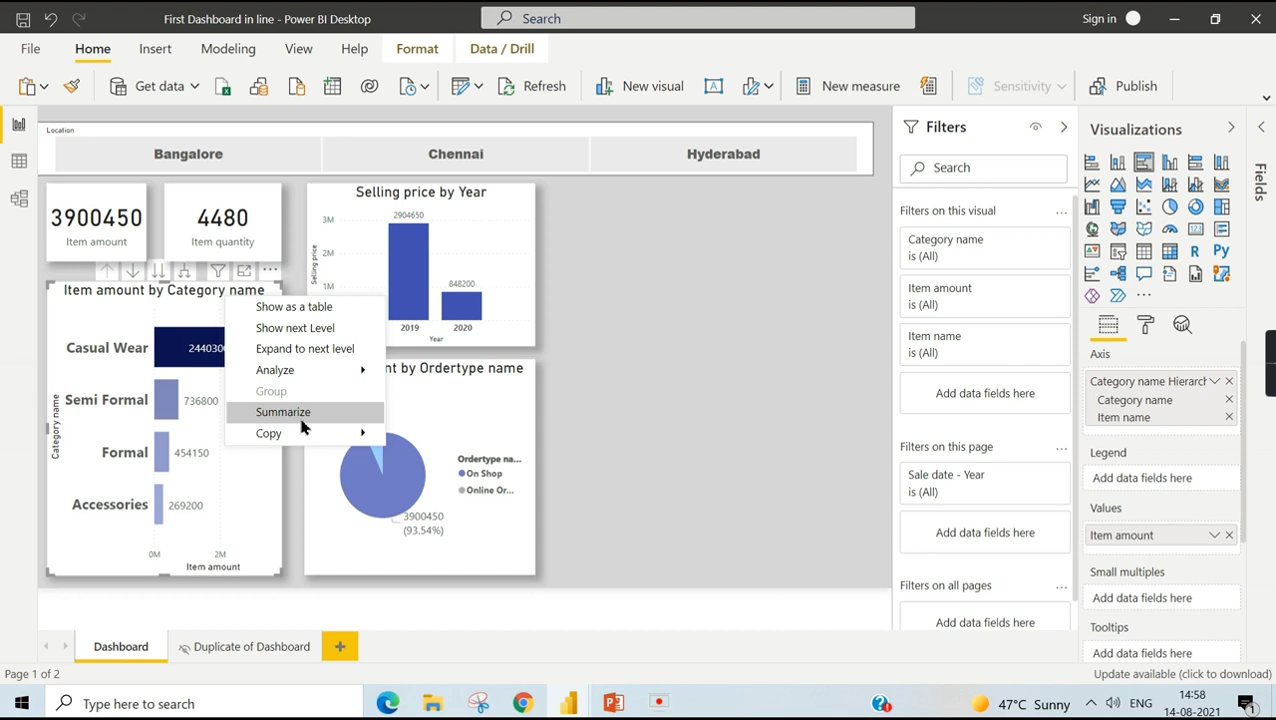 First Dashboard in line - Power BI Desktop
Search
Sign in
File
Home
Insert
Modeling
View
Help
Format
Data / Drill
Get data
Refresh
New visual
New measure
Sensitivity
Publish
Location
Bangalore
Chennai
Hyderabad
3900450
Item amount
4480
Item quantity
Selling price by Year
Selling price
3M
2M
1M
2904650
848200
2019
2020
Year
Item amount by Category name
Category name
Casual Wear
Semi Formal
736800
Formal
454150
Accessories
269200
0M
2M
Item amount
Show as a table
Show next Level
Expand to next level
Analyze
Group
Summarize
Copy
nt by Ordertype name
Ordertype na...
On Shop
Online Or...
3900450
(93.54%)
Filters
Search
Filters on this visual
Category name
is (All)
Item amount
is (All)
Item name
is (All)
Add data fields here
Filters on this page
Sale date - Year
is (All)
Add data fields here
Filters on all pages
Add data fields here
Visualizations
R
Py
Axis
Category name Hierarch
Category name
Item name
Legend
Add data fields here
Values
Item amount
Small multiples
Add data fields here
Tooltips
Add data fields here
Fields
Dashboard
Duplicate of Dashboard
Page 1 of 2
Update available (click to download)
Type here to search
47°C Sunny
ENG
14:58
14-08-2021
1